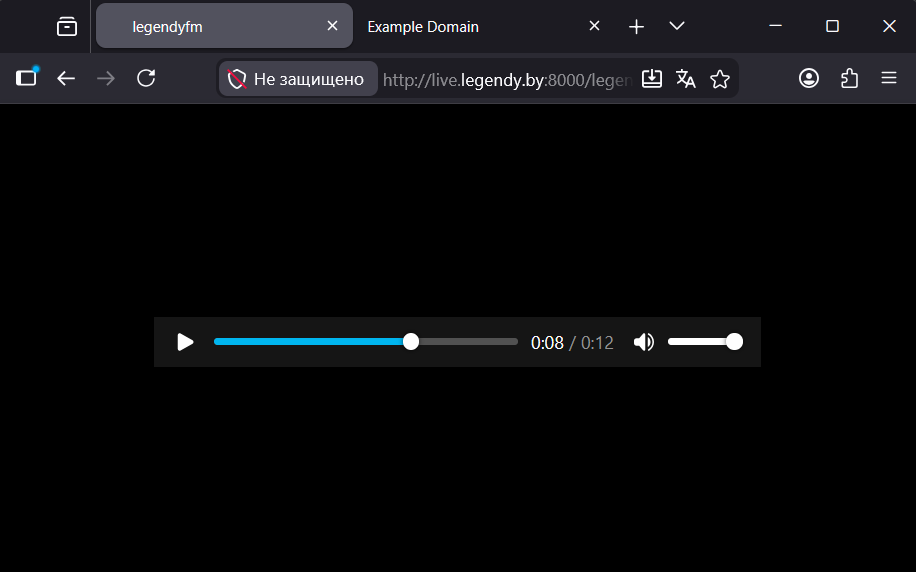 legendyfm
Example Domain
Не защищено
http://live.legendy.by:8000/legen
0:08 / 0:12